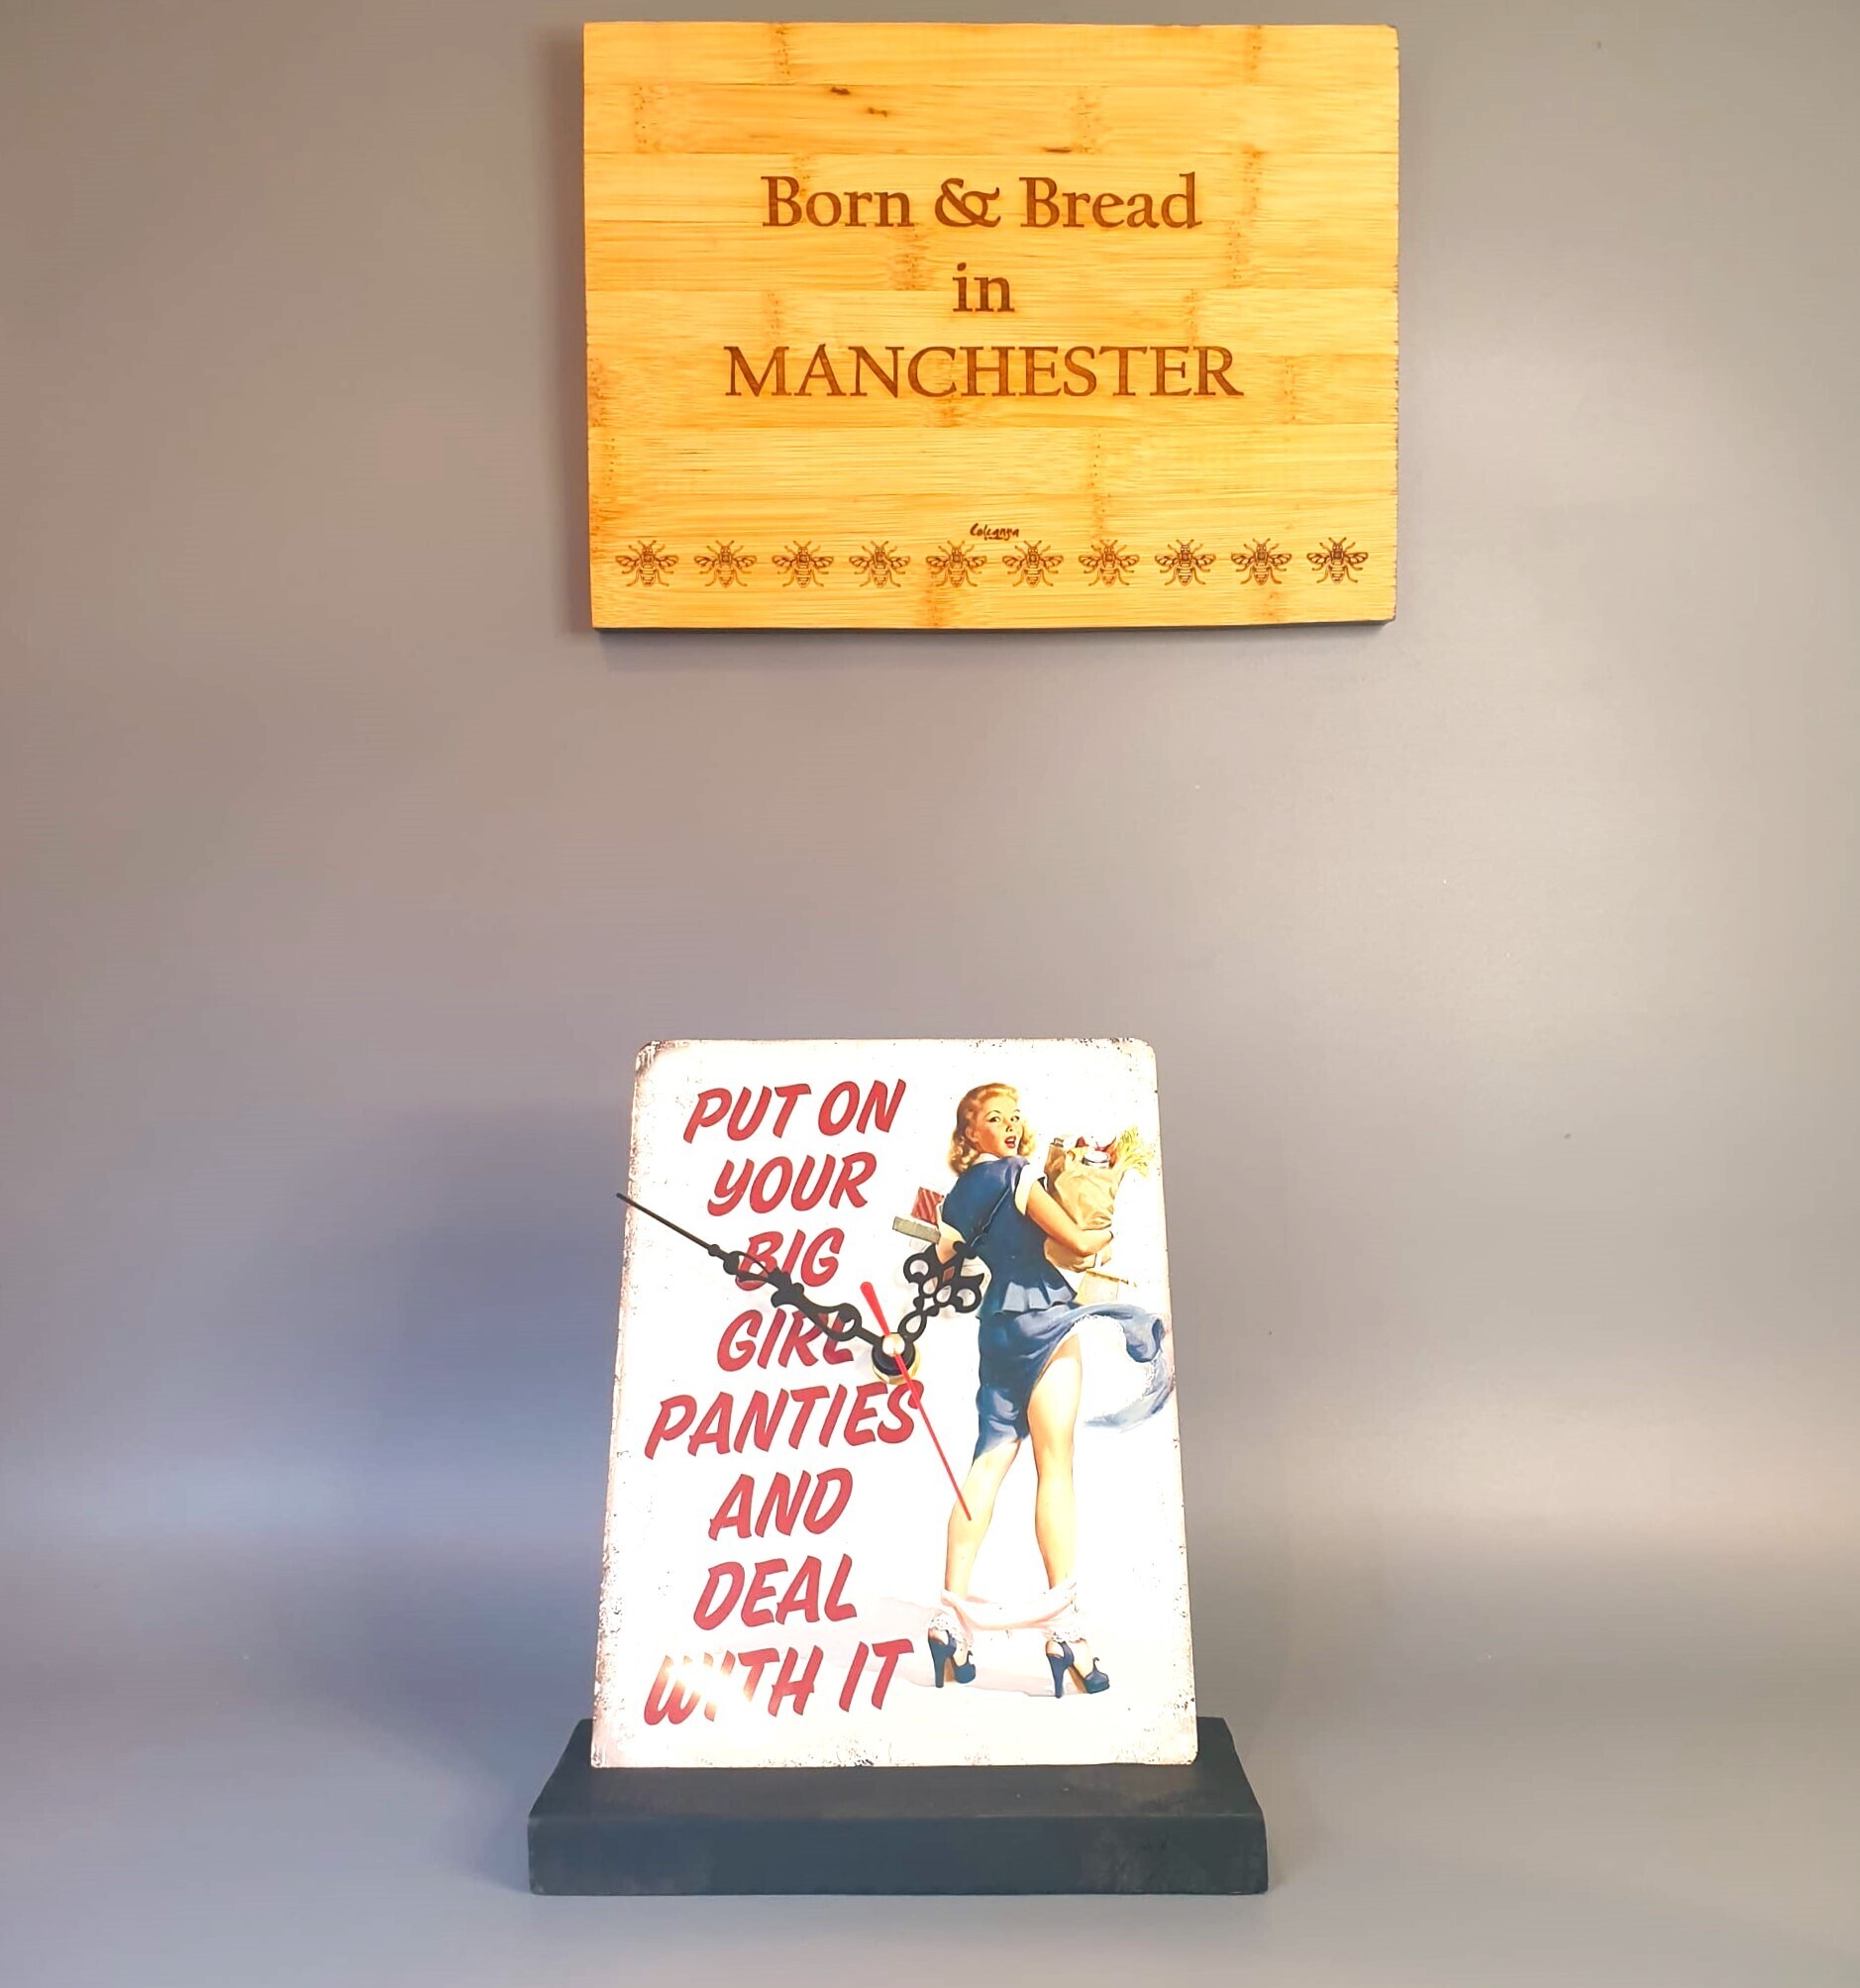 Born & Bread
in
MANCHESTER
PUT ON
YOUR
BIG
GIRL
PANTIES
AND
DEAL
WITH IT